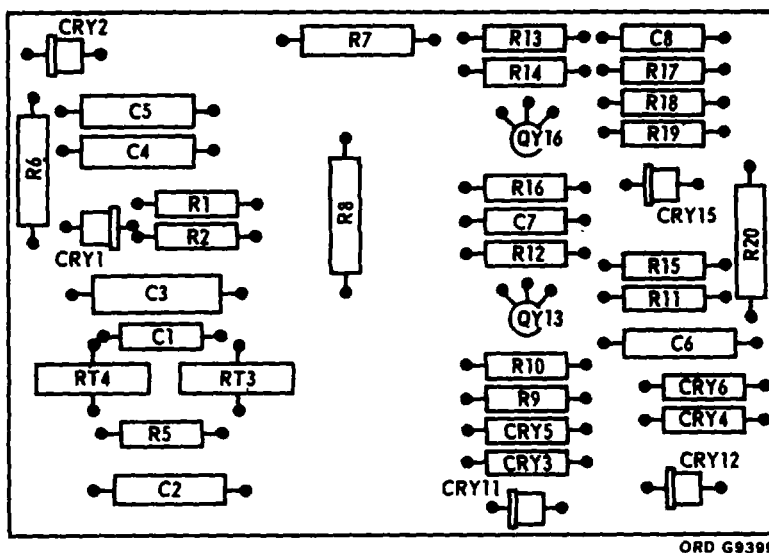 CRY2
R7
R13
C8
R14
R17
R18
C5
QY16
R19
C4
R6
R16
CRY15
R1
R8
C7
R20
R2
R12
CRY1
R15
C3
QY13
R11
C1
C6
RT4
RT3
R10
CRY6
R9
CRY4
R5
CRY5
CRY3
CRY12
C2
CRY11
ORD G939